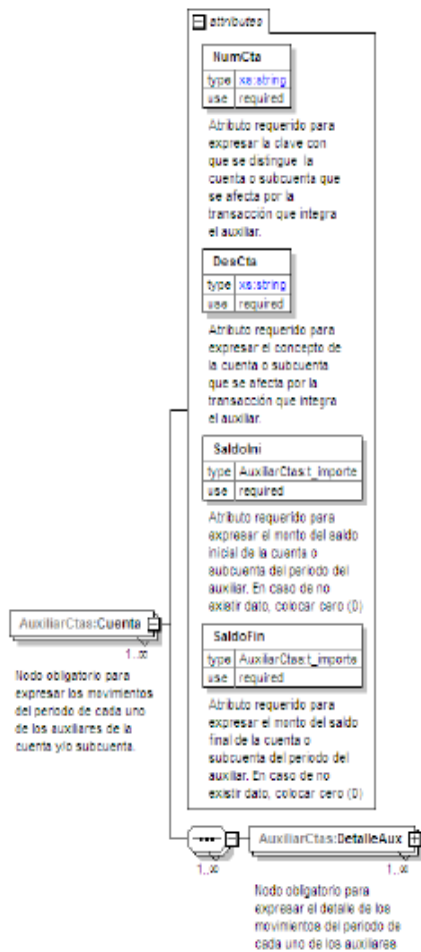 attributes
NumCta
type xs:string
use required
Atributo requerido para
expresar la clave con
que se distingue la
cuenta o subcuenta que
se afecta por la
transacción que integra
el auxiliar.
DesCta
type xs:string
use required
Atributo requerido para
expresar el concepto de
la cuenta o subcuenta
que se afecta por la
transacción que integra
el auxiliar.
SaldoIni
type AuxiliarCtas:t_importe
use required
Atributo requerido para
expresar el monto del saldo
inicial de la cuenta o
subcuenta del periodo del
auxiliar. En caso de no
existir dato, colocar cero (0)
SaldoFin
type AuxiliarCtas:t_importe
use required
Atributo requerido para
expresar el monto del saldo
final de la cuenta o
subcuenta del periodo del
auxiliar. En caso de no
existir dato, colocar cero (0)
AuxiliarCtas:Cuenta
1..∞
Nodo obligatorio para
expresar los movimientos
del periodo de cada uno
de los auxiliares de la
cuenta y/o subcuenta.
1..∞
AuxiliarCtas:DetalleAux
1..∞
Nodo obligatorio para
expresar el detalle de los
movimientos del periodo de
cada uno de los auxiliares